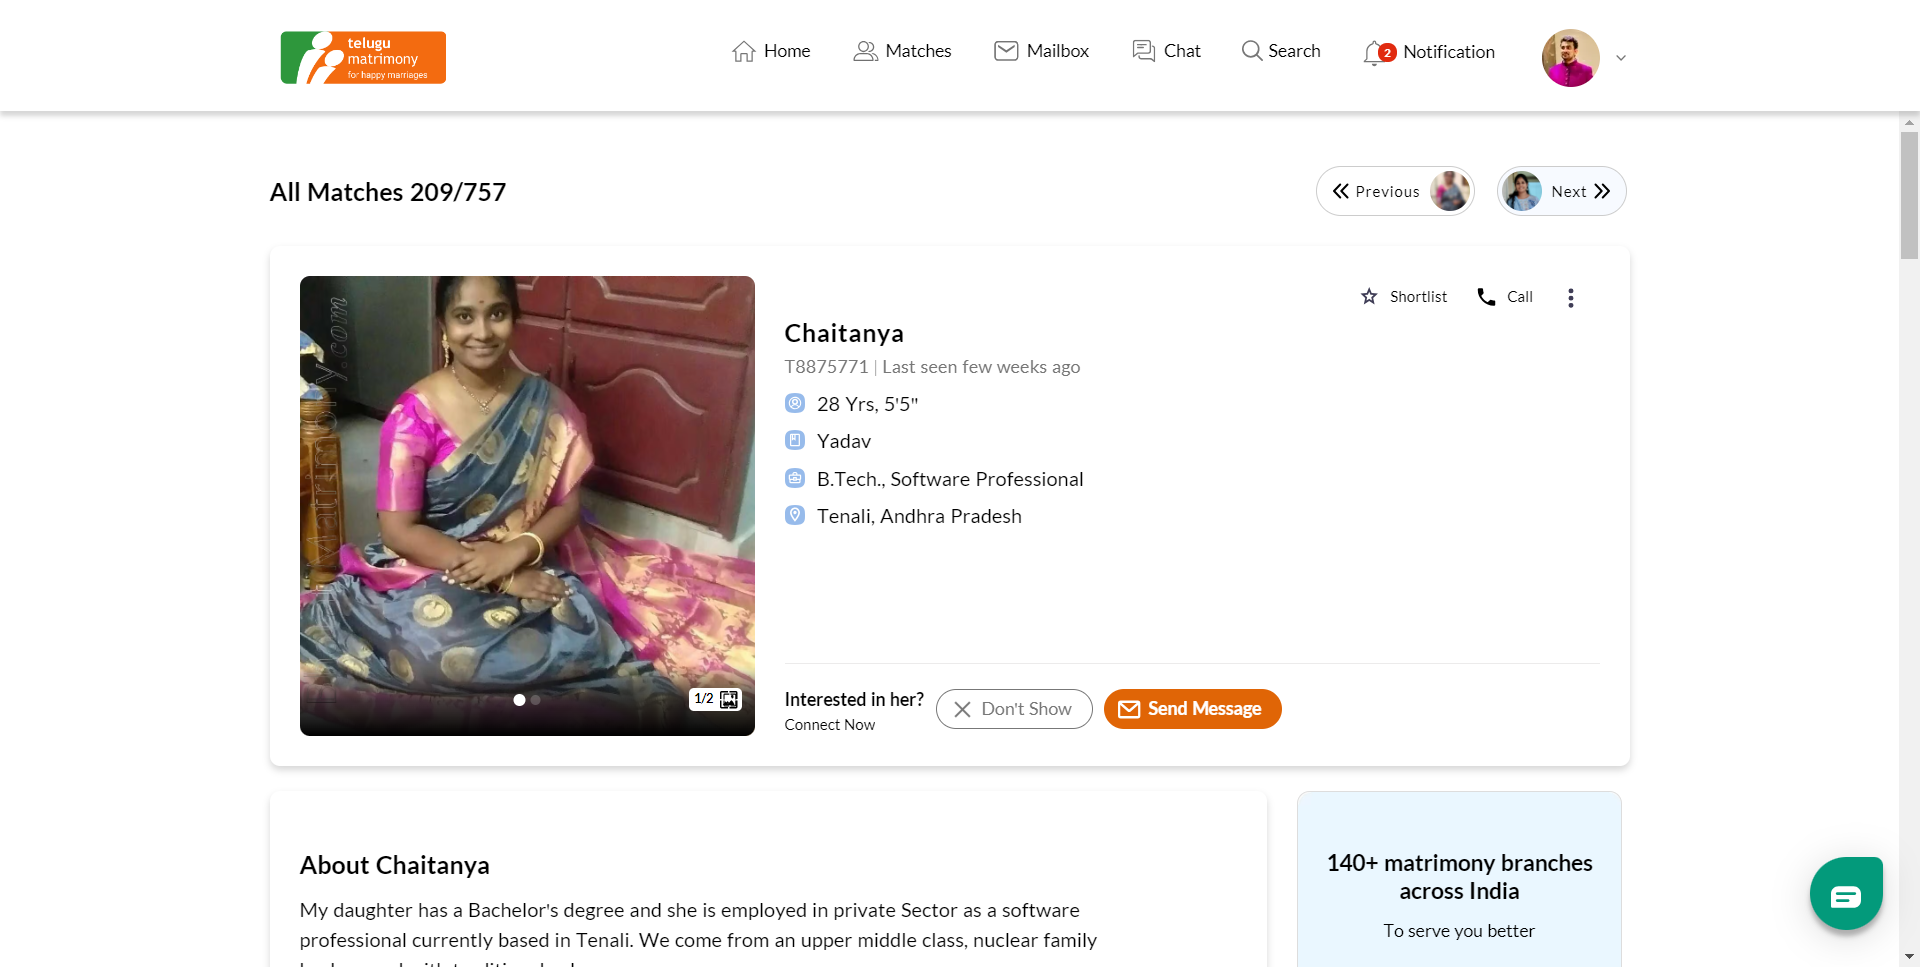 telugu
matrimony
for happy marriages
Home
Matches
Mailbox
Chat
Search
2
Notification
All Matches 209/757
Previous
Next
Shortlist
Call
Chaitanya
T8875771 | Last seen few weeks ago
28 Yrs, 5'5"
Yadav
B.Tech., Software Professional
Tenali, Andhra Pradesh
1/2
Interested in her?
Connect Now
Don't Show
Send Message
About Chaitanya
My daughter has a Bachelor's degree and she is employed in private Sector as a software
professional currently based in Tenali. We come from an upper middle class, nuclear family
140+ matrimony branches
across India
To serve you better